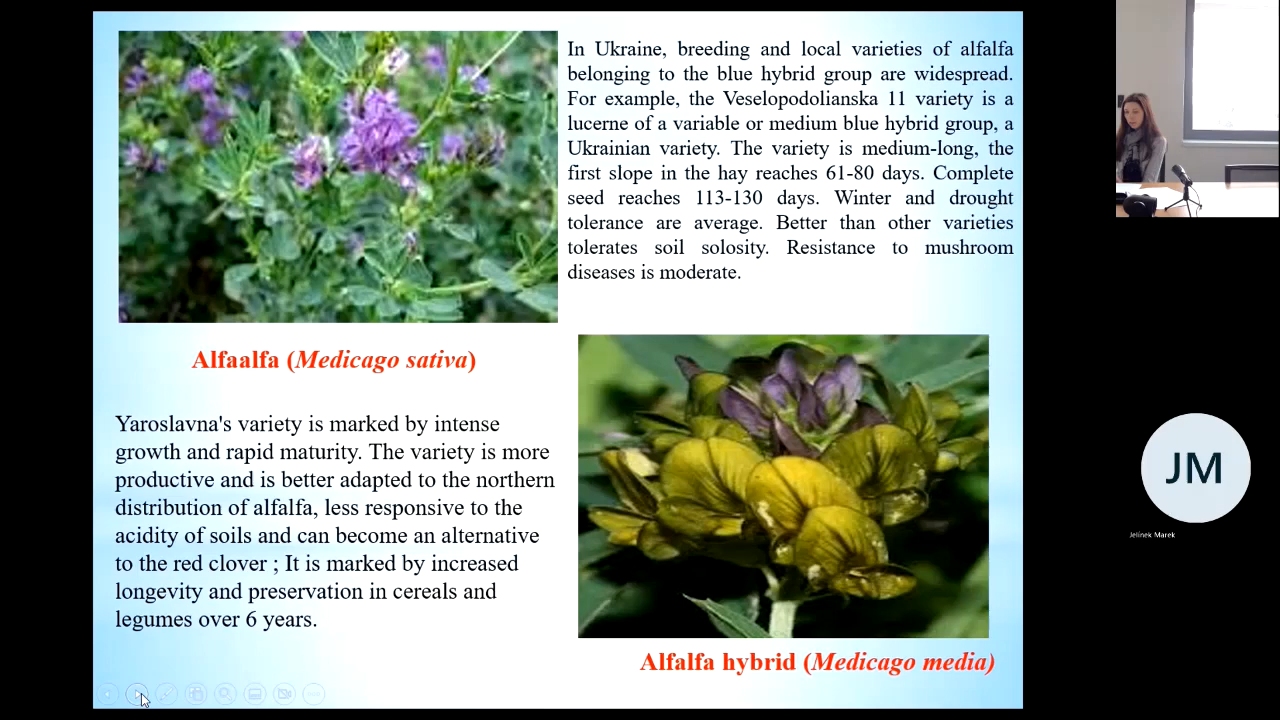 In Ukraine, breeding and local varieties of alfalfa
belonging to the blue hybrid group are widespread.
For example, the Veselopodolianska 11 variety is a
lucerne of a variable or medium blue hybrid group, a
Ukrainian variety. The variety is medium-long, the
first slope in the hay reaches 61-80 days. Complete
seed reaches 113-130 days. Winter and drought
tolerance are average. Better than other varieties
tolerates soil solosity. Resistance to mushroom
diseases is moderate.
Alfaalfa (Medicago sativa)
Yaroslavna's variety is marked by intense
growth and rapid maturity. The variety is more
productive and is better adapted to the northern
distribution of alfalfa, less responsive to the
acidity of soils and can become an alternative
to the red clover ; It is marked by increased
longevity and preservation in cereals and
legumes over 6 years.
Alfalfa hybrid (Medicago media)
JM
Jelínek Marek